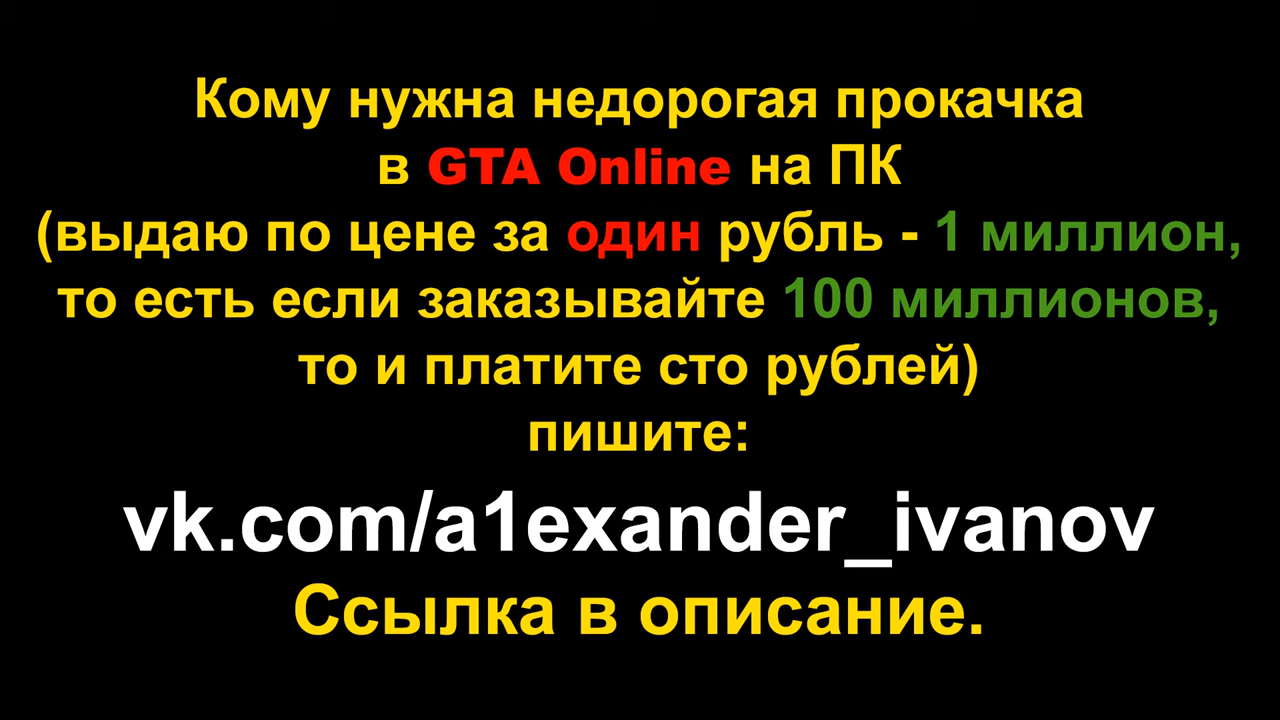 Кому нужна недорогая прокачка
в GTA Online на ПК
(выдаю по цене за один рубль - 1 миллион,
то есть если заказывайте 100 миллионов,
то и платите сто рублей)
пишите:
vk.com/a1exander_ivanov
Ссылка в описание.